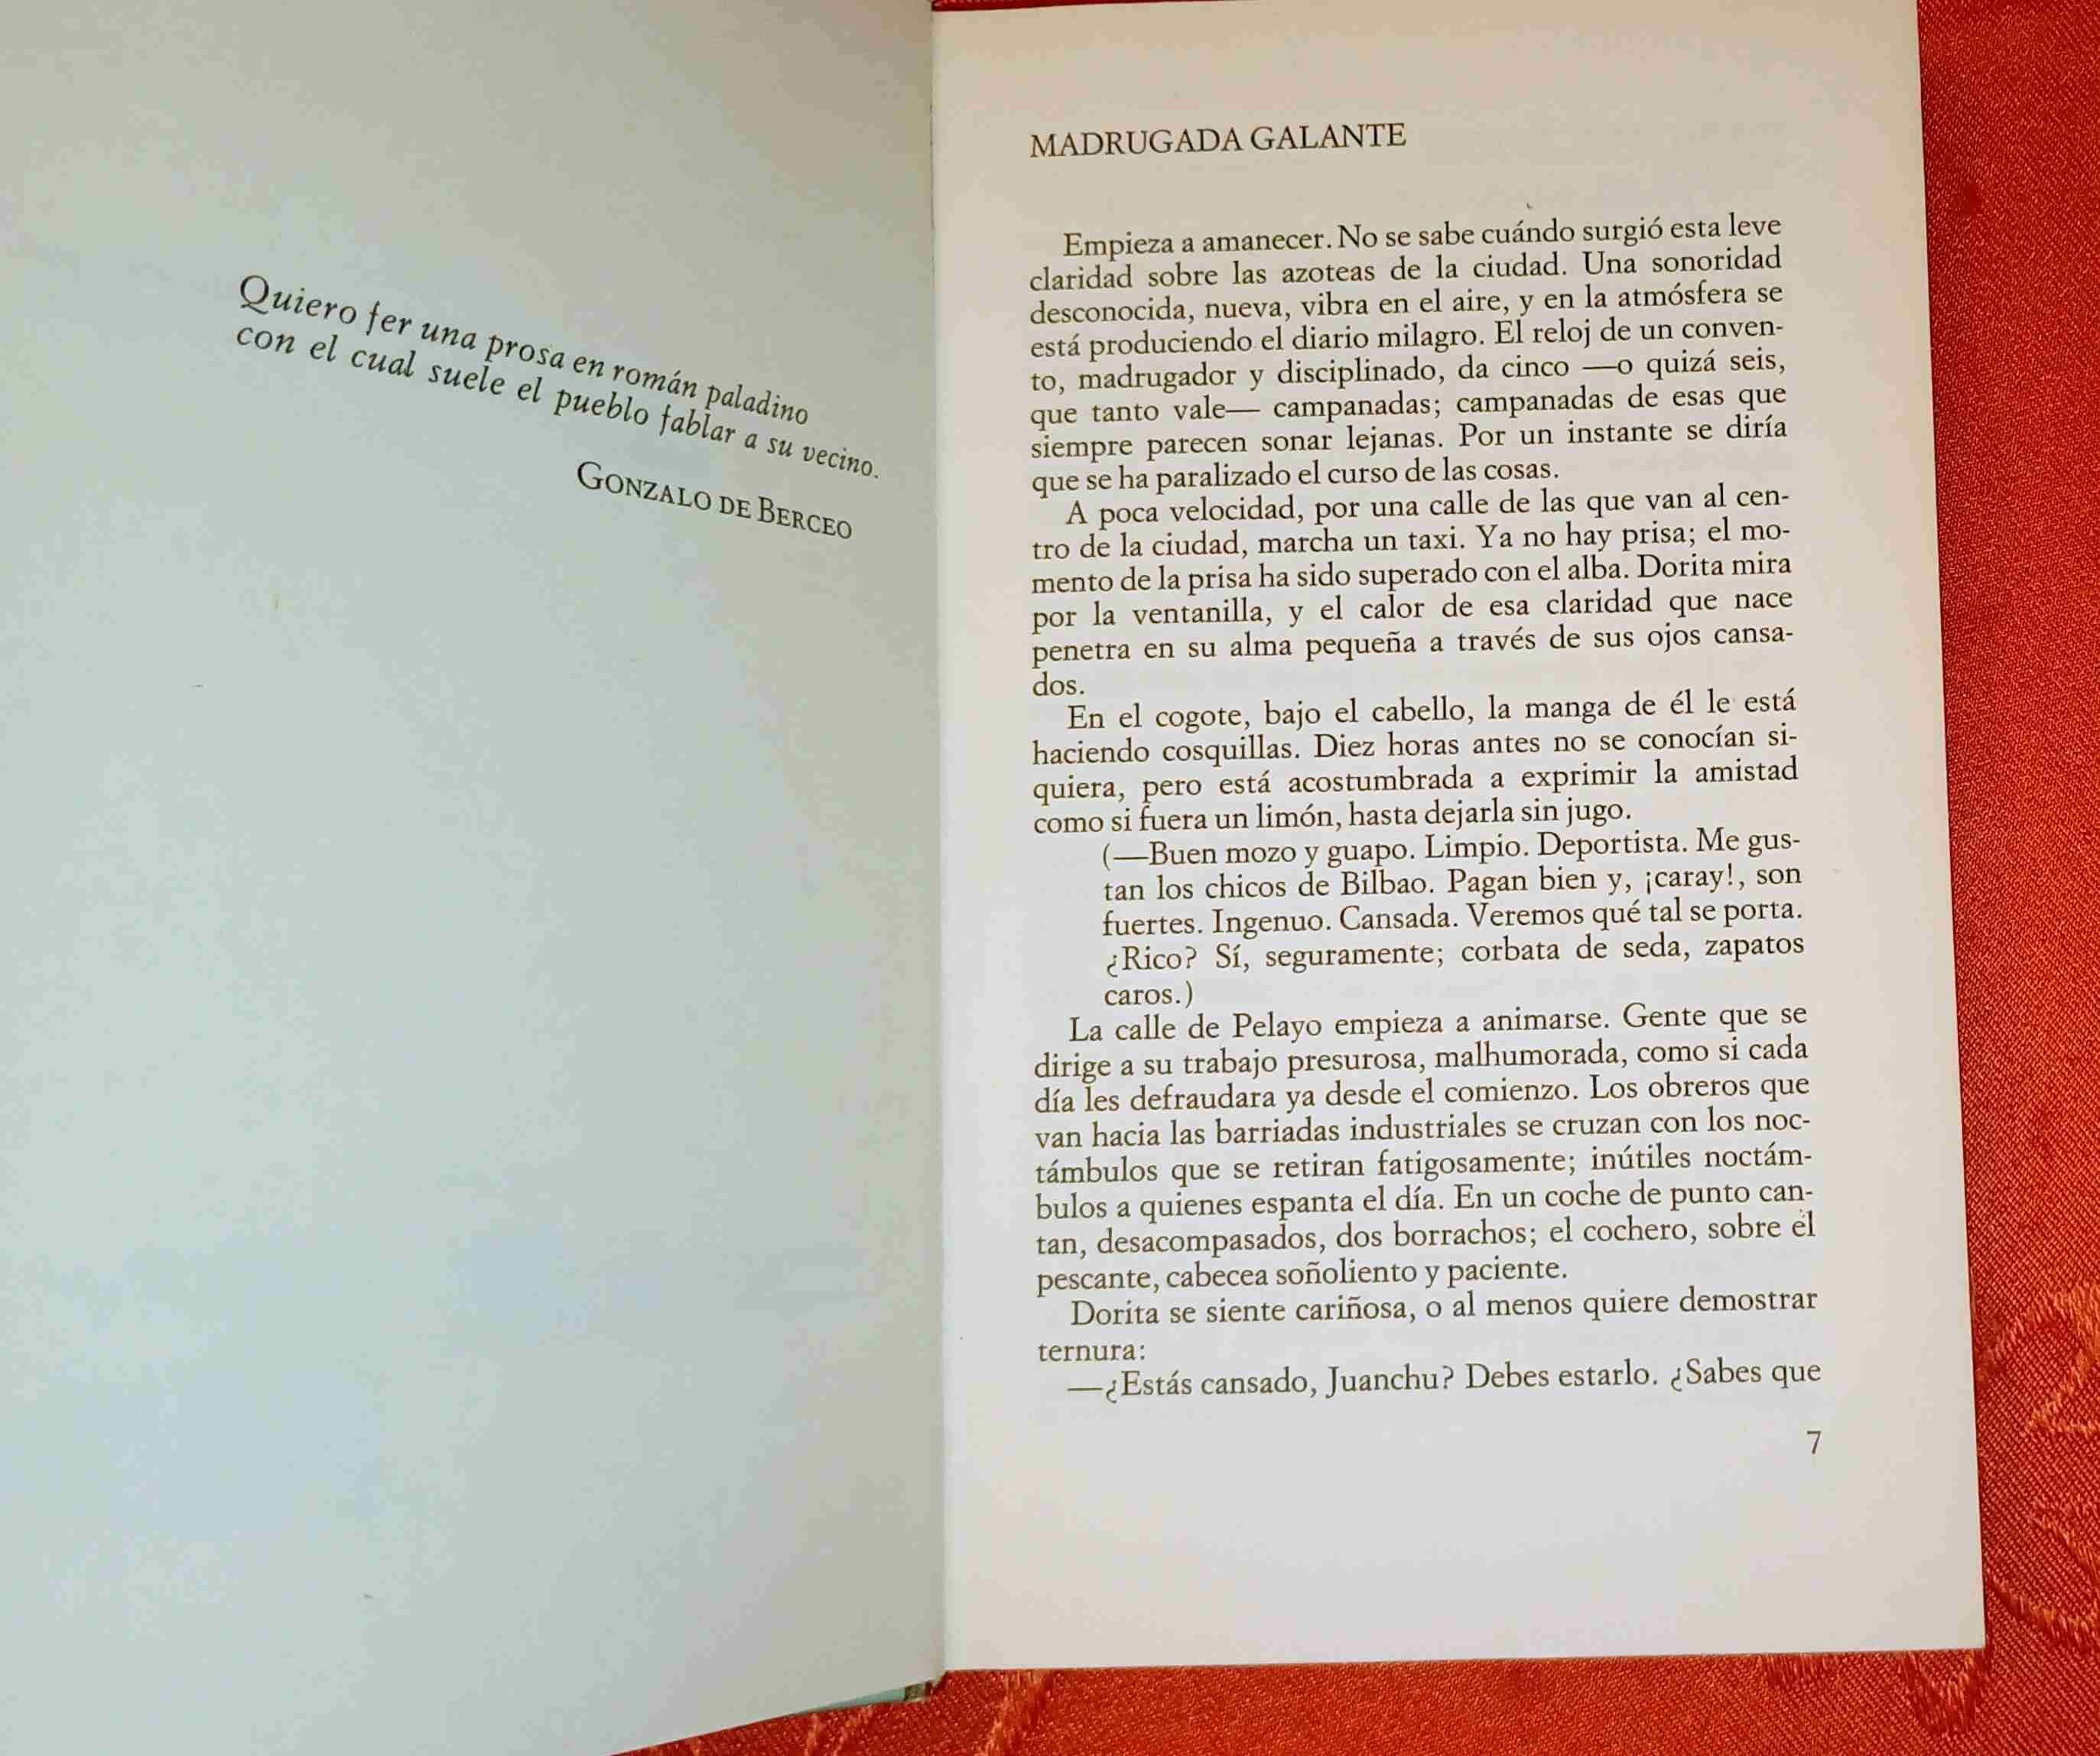 Quiero fer una prosa en román paladino
con el cual suele el pueblo fablar a su vecino.
GONZALO DE BERCEO
MADRUGADA GALANTE
Empieza a amanecer. No se sabe cuándo surgió esta leve
claridad sobre las azoteas de la ciudad. Una sonoridad
desconocida, nueva, vibra en el aire, y en la atmósfera se
está produciendo el diario milagro. El reloj de un conven-
to, madrugador y disciplinado, da cinco —o quizá seis,
que tanto vale— campanadas; campanadas de esas que
siempre parecen sonar lejanas. Por un instante se diría
que se ha paralizado el curso de las cosas.
A poca velocidad, por una calle de las que van al cen-
tro de la ciudad, marcha un taxi. Ya no hay prisa; el mo-
mento de la prisa ha sido superado con el alba. Dorita mira
por la ventanilla, y el calor de esa claridad que nace
penetra en su alma pequeña a través de sus ojos cansa-
dos.
En el cogote, bajo el cabello, la manga de él le está
haciendo cosquillas. Diez horas antes no se conocían si-
quiera, pero está acostumbrada a exprimir la amistad
como si fuera un limón, hasta dejarla sin jugo.
(—Buen mozo y guapo. Limpio. Deportista. Me gus-
tan los chicos de Bilbao. Pagan bien y, ¡caray!, son
fuertes. Ingenuo. Cansada. Veremos qué tal se porta.
¿Rico? Sí, seguramente; corbata de seda, zapatos
caros.)
La calle de Pelayo empieza a animarse. Gente que se
dirige a su trabajo presurosa, malhumorada, como si cada
día les defraudara ya desde el comienzo. Los obreros que
van hacia las barriadas industriales se cruzan con los noc-
támbulos que se retiran fatigosamente; inútiles noctám-
bulos a quienes espanta el día. En un coche de punto can-
tan, desacompasados, dos borrachos; el cochero, sobre el
pescante, cabecea soñoliento y paciente.
Dorita se siente cariñosa, o al menos quiere demostrar
ternura:
—¿Estás cansado, Juanchu? Debes estarlo. ¿Sabes que
7